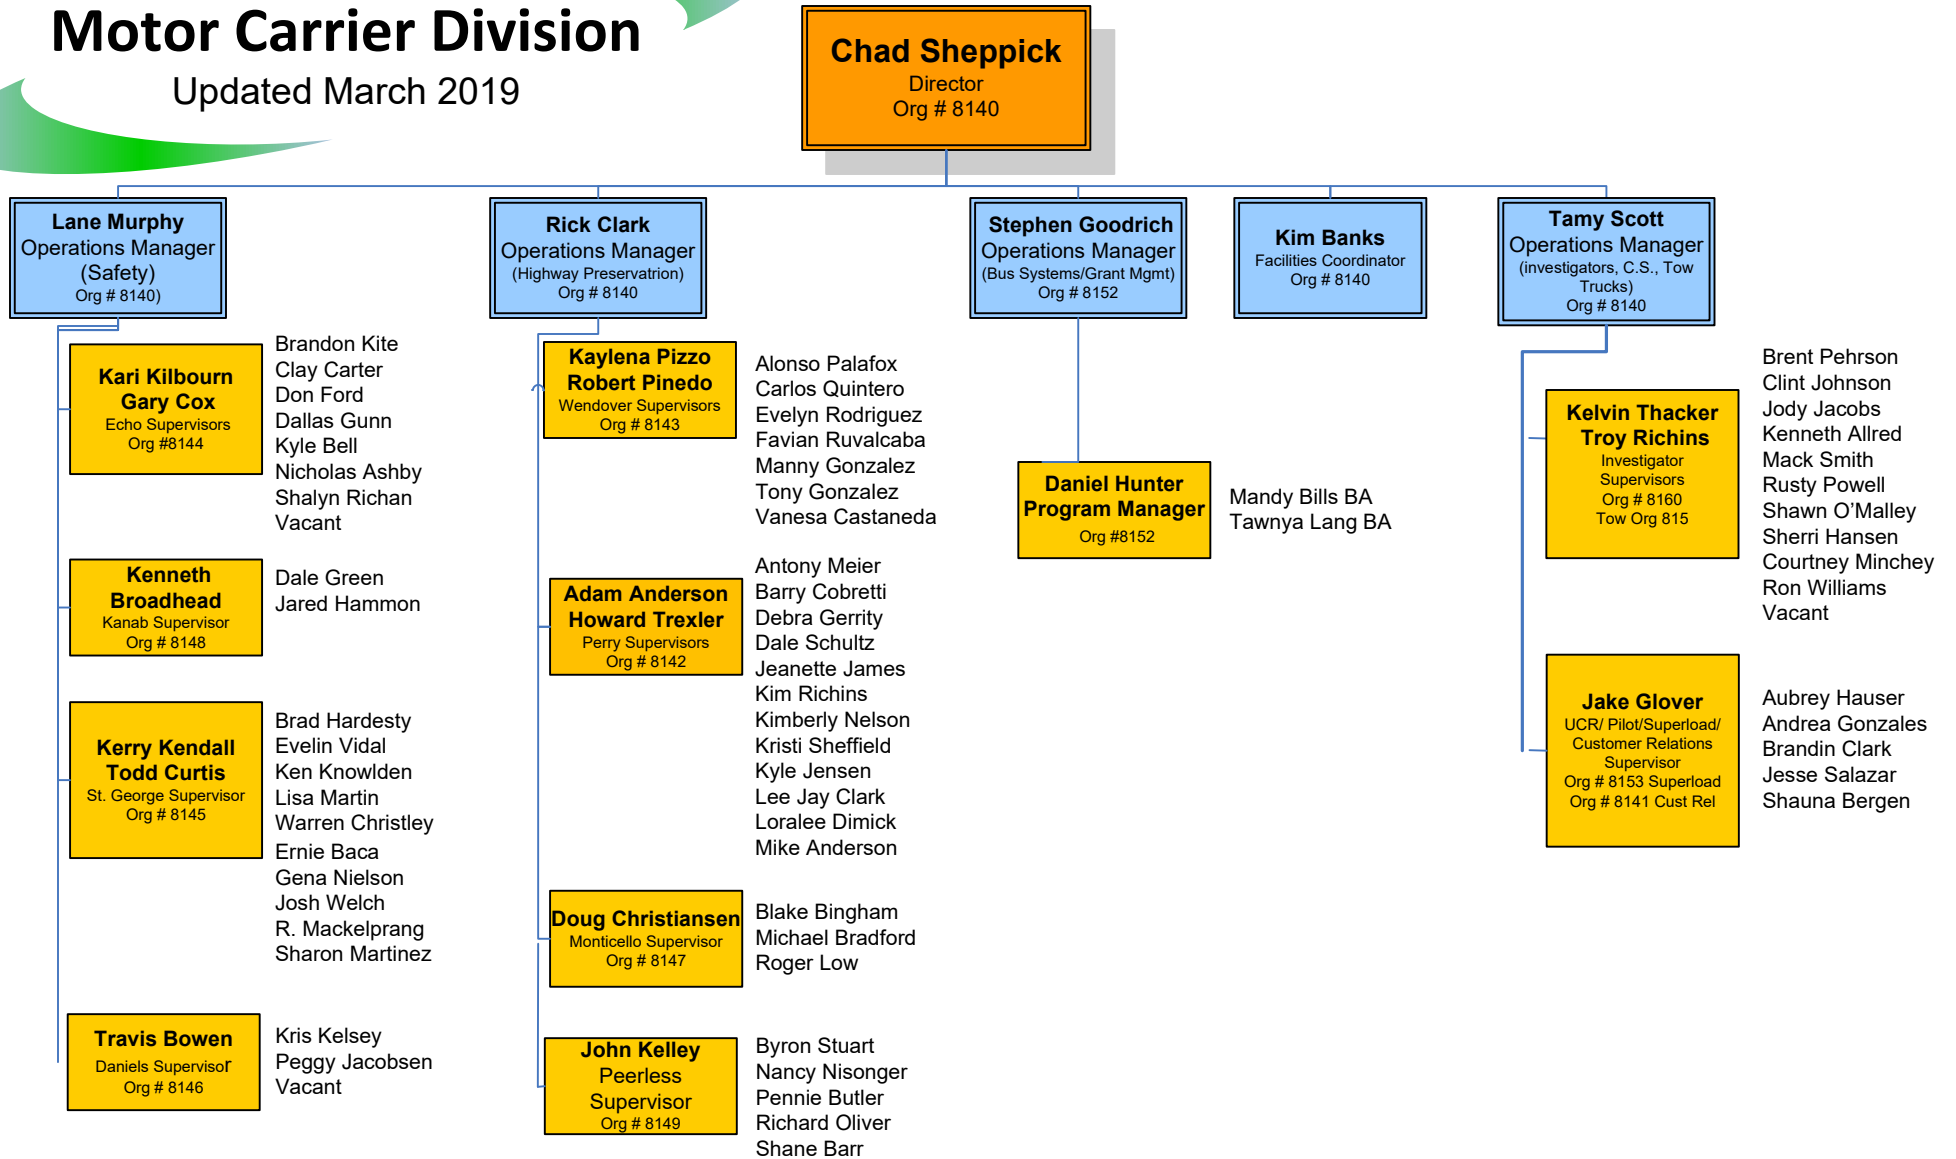 Motor Carrier Division
Updated March 2019
Chad Sheppick
Director
Org # 8140
Lane Murphy
Operations Manager
(Safety)
Org # 8140)
Rick Clark
Operations Manager
(Highway Preservatrion)
Org # 8140
Stephen Goodrich
Operations Manager
(Bus Systems/Grant Mgmt)
Org # 8152
Kim Banks
Facilities Coordinator
Org # 8140
Tamy Scott
Operations Manager
(investigators, C.S., Tow
Trucks)
Org # 8140
Kari Kilbourn
Gary Cox
Echo Supervisors
Org #8144
Brandon Kite
Clay Carter
Don Ford
Dallas Gunn
Kyle Bell
Nicholas Ashby
Shalyn Richan
Vacant
Kenneth
Broadhead
Kanab Supervisor
Org # 8148
Dale Green
Jared Hammon
Kerry Kendall
Todd Curtis
St. George Supervisor
Org # 8145
Brad Hardesty
Evelin Vidal
Ken Knowlden
Lisa Martin
Warren Christley
Ernie Baca
Gena Nielson
Josh Welch
R. Mackelprang
Sharon Martinez
Travis Bowen
Daniels Supervisor
Org # 8146
Kris Kelsey
Peggy Jacobsen
Vacant
Kaylena Pizzo
Robert Pinedo
Wendover Supervisors
Org # 8143
Alonso Palafox
Carlos Quintero
Evelyn Rodriguez
Favian Ruvalcaba
Manny Gonzalez
Tony Gonzalez
Vanesa Castaneda
Adam Anderson
Howard Trexler
Perry Supervisors
Org # 8142
Antony Meier
Barry Cobretti
Debra Gerrity
Dale Schultz
Jeanette James
Kim Richins
Kimberly Nelson
Kristi Sheffield
Kyle Jensen
Lee Jay Clark
Loralee Dimick
Mike Anderson
Doug Christiansen
Monticello Supervisor
Org # 8147
Blake Bingham
Michael Bradford
Roger Low
John Kelley
Peerless
Supervisor
Org # 8149
Byron Stuart
Nancy Nisonger
Pennie Butler
Richard Oliver
Shane Barr
Daniel Hunter
Program Manager
Org #8152
Mandy Bills BA
Tawnya Lang BA
Kelvin Thacker
Troy Richins
Investigator
Supervisors
Org # 8160
Tow Org 815
Brent Pehrson
Clint Johnson
Jody Jacobs
Kenneth Allred
Mack Smith
Rusty Powell
Shawn O’Malley
Sherri Hansen
Courtney Minchey
Ron Williams
Vacant
Jake Glover
UCR/ Pilot/Superload/
Customer Relations
Supervisor
Org # 8153 Superload
Org # 8141 Cust Rel
Aubrey Hauser
Andrea Gonzales
Brandin Clark
Jesse Salazar
Shauna Bergen